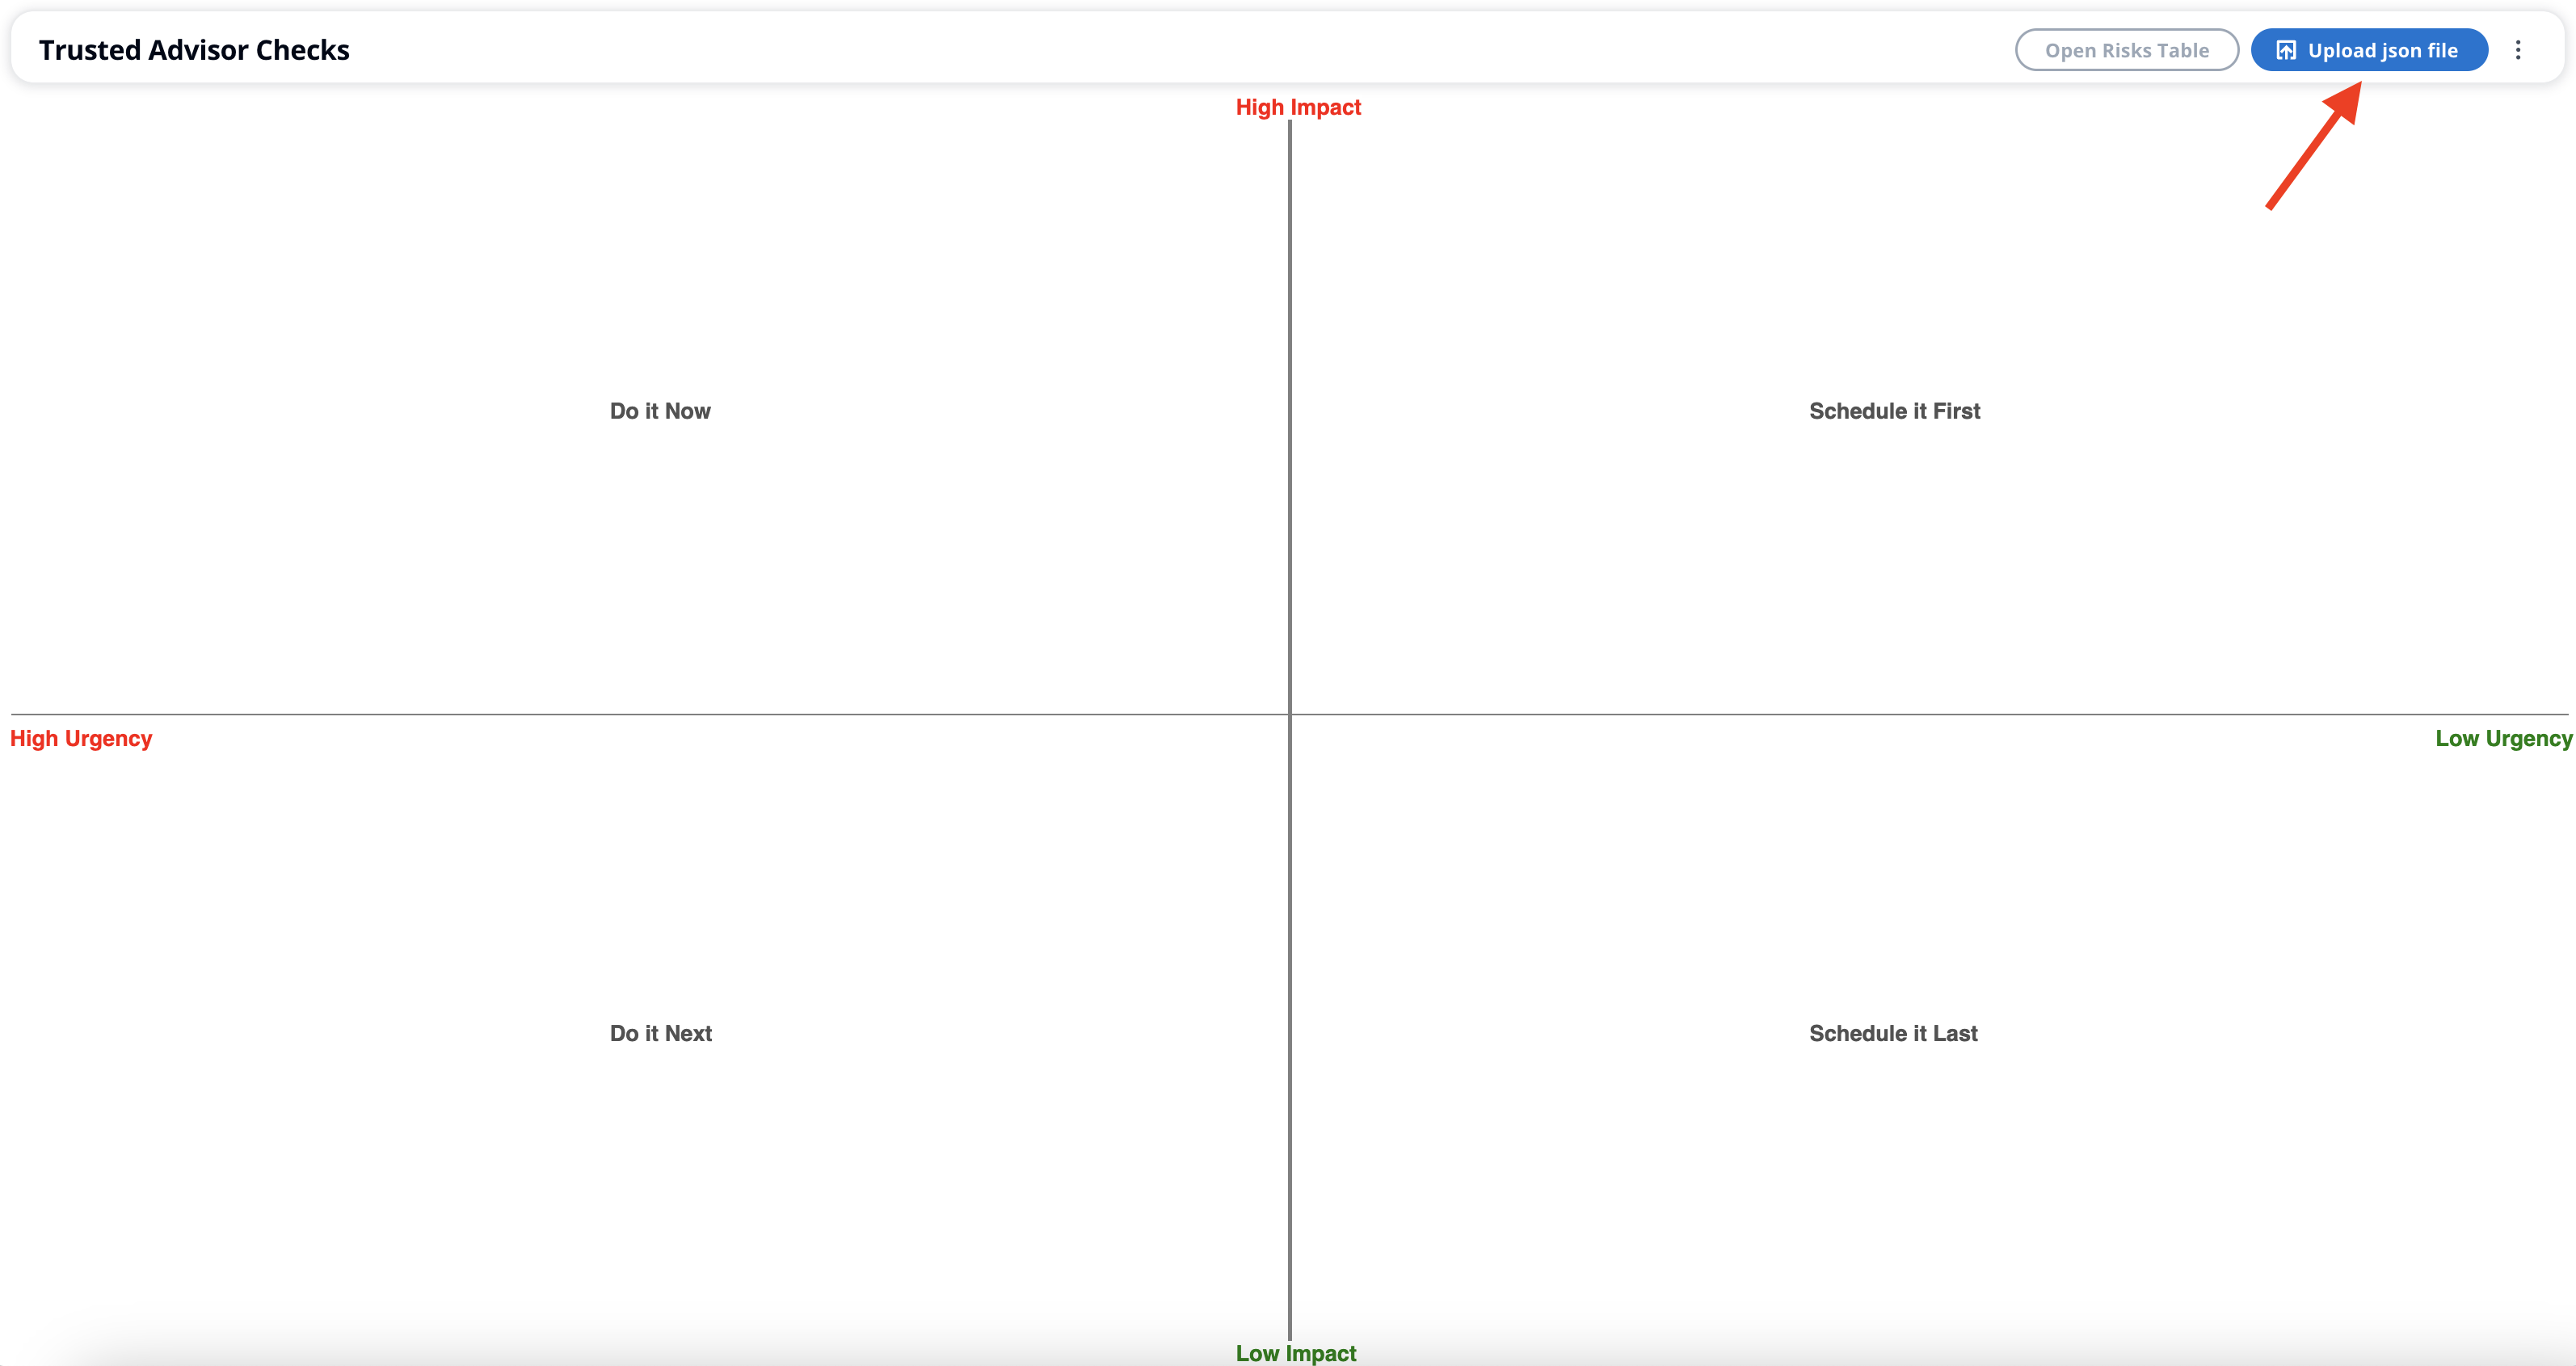 Trusted Advisor Checks
Open Risks Table
Upload json file
High Impact
Do it Now
Schedule it First
High Urgency
Low Urgency
Do it Next
Schedule it Last
Low Impact